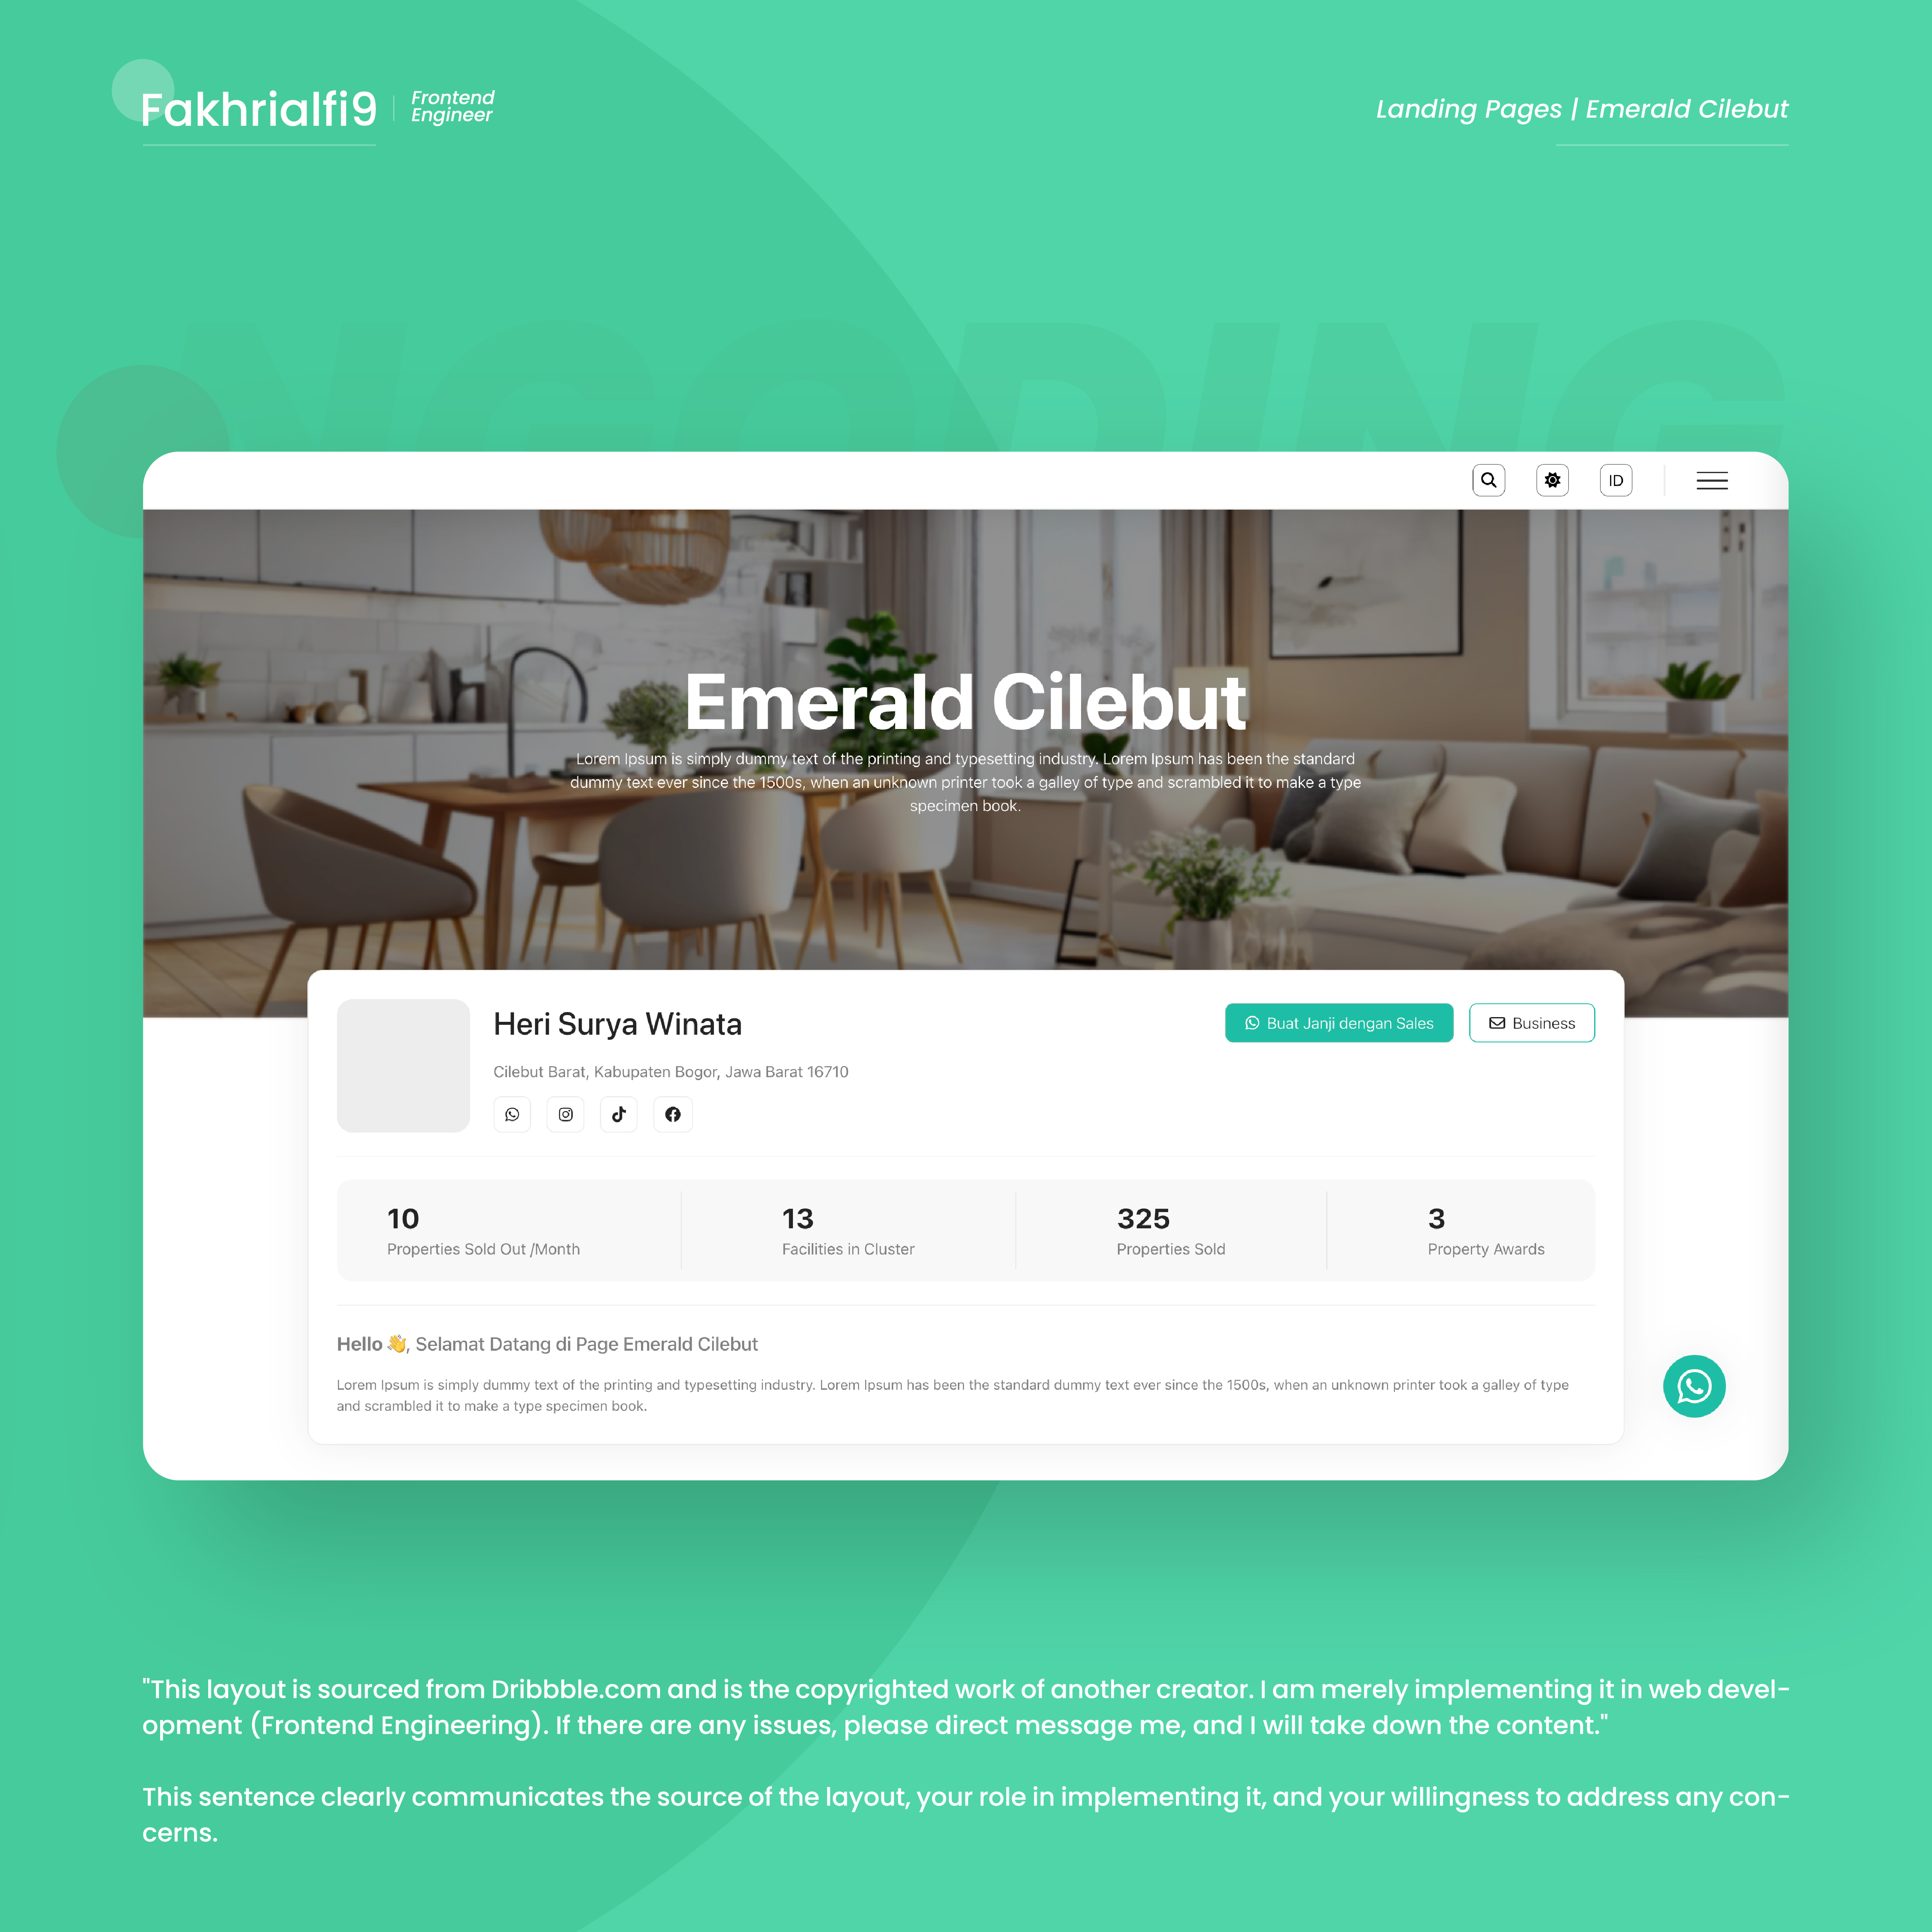 Fakhrialfi9
Frontend
Engineer
Landing Pages | Emerald Cilebut
NGODING
ID
Emerald Cilebut
Lorem Ipsum is simply dummy text of the printing and typesetting industry. Lorem Ipsum has been the standard
dummy text ever since the 1500s, when an unknown printer took a galley of type and scrambled it to make a type
specimen book.
Heri Surya Winata
Buat Janji dengan Sales
Business
Cilebut Barat, Kabupaten Bogor, Jawa Barat 16710
10
Properties Sold Out /Month
13
Facilities in Cluster
325
Properties Sold
3
Property Awards
Hello 👋, Selamat Datang di Page Emerald Cilebut
Lorem Ipsum is simply dummy text of the printing and typesetting industry. Lorem Ipsum has been the standard dummy text ever since the 1500s, when an unknown printer took a galley of type
and scrambled it to make a type specimen book.
"This layout is sourced from Dribbble.com and is the copyrighted work of another creator. I am merely implementing it in web devel-
opment (Frontend Engineering). If there are any issues, please direct message me, and I will take down the content."
This sentence clearly communicates the source of the layout, your role in implementing it, and your willingness to address any con-
cerns.